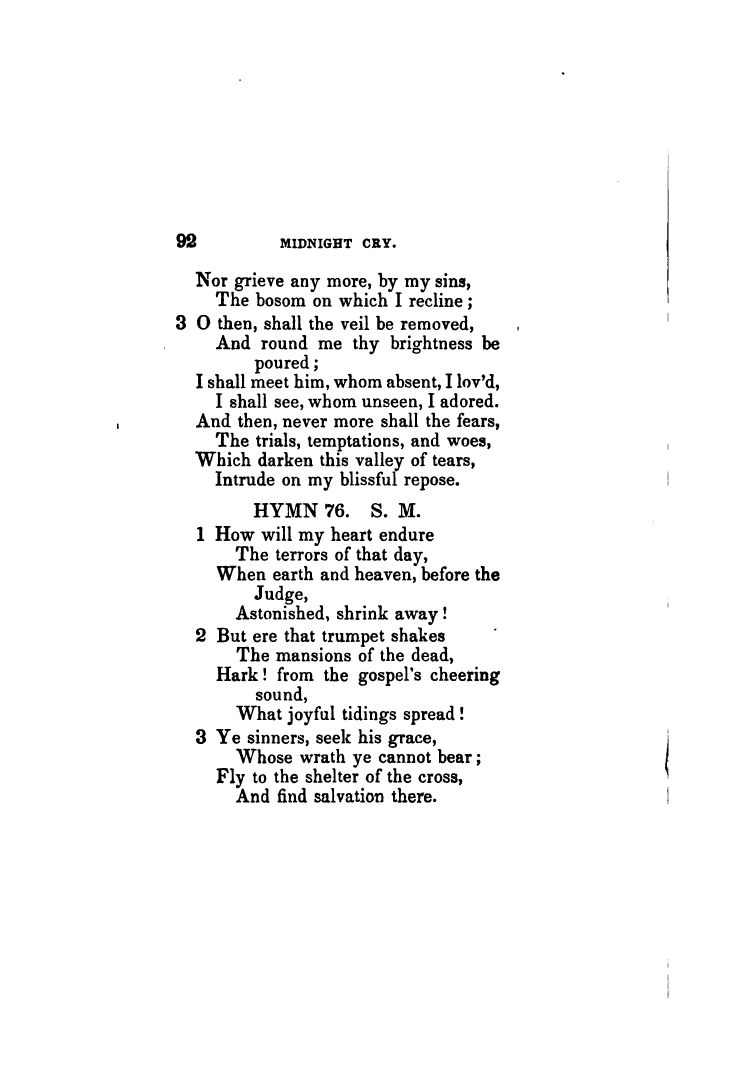 92 MIDNIGHT CRY.
Nor grieve any more, by my sins,
The bosom on which I recline;
3 O then, shall the veil be removed,
And round me thy brightness be
poured;
I shall meet him, whom absent, I lov'd,
I shall see, whom unseen, I adored.
And then, never more shall the fears,
The trials, temptations, and woes,
Which darken this valley of tears,
Intrude on my blissful repose.
HYMN 76. S. M.
1 How will my heart endure
The terrors of that day,
When earth and heaven, before the
Judge,
Astonished, shrink away!
2 But ere that trumpet shakes
The mansions of the dead,
Hark! from the gospel's cheering
sound,
What joyful tidings spread!
3 Ye sinners, seek his grace,
Whose wrath ye cannot bear;
Fly to the shelter of the cross,
And find salvation there.